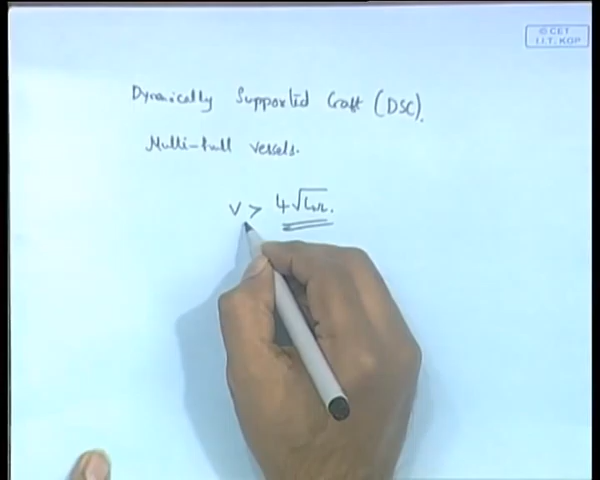 © CET
I.I.T. KGP
Dynamically Supported Craft (DSC).
Multi-hull vessels.
V > 4√LWL.